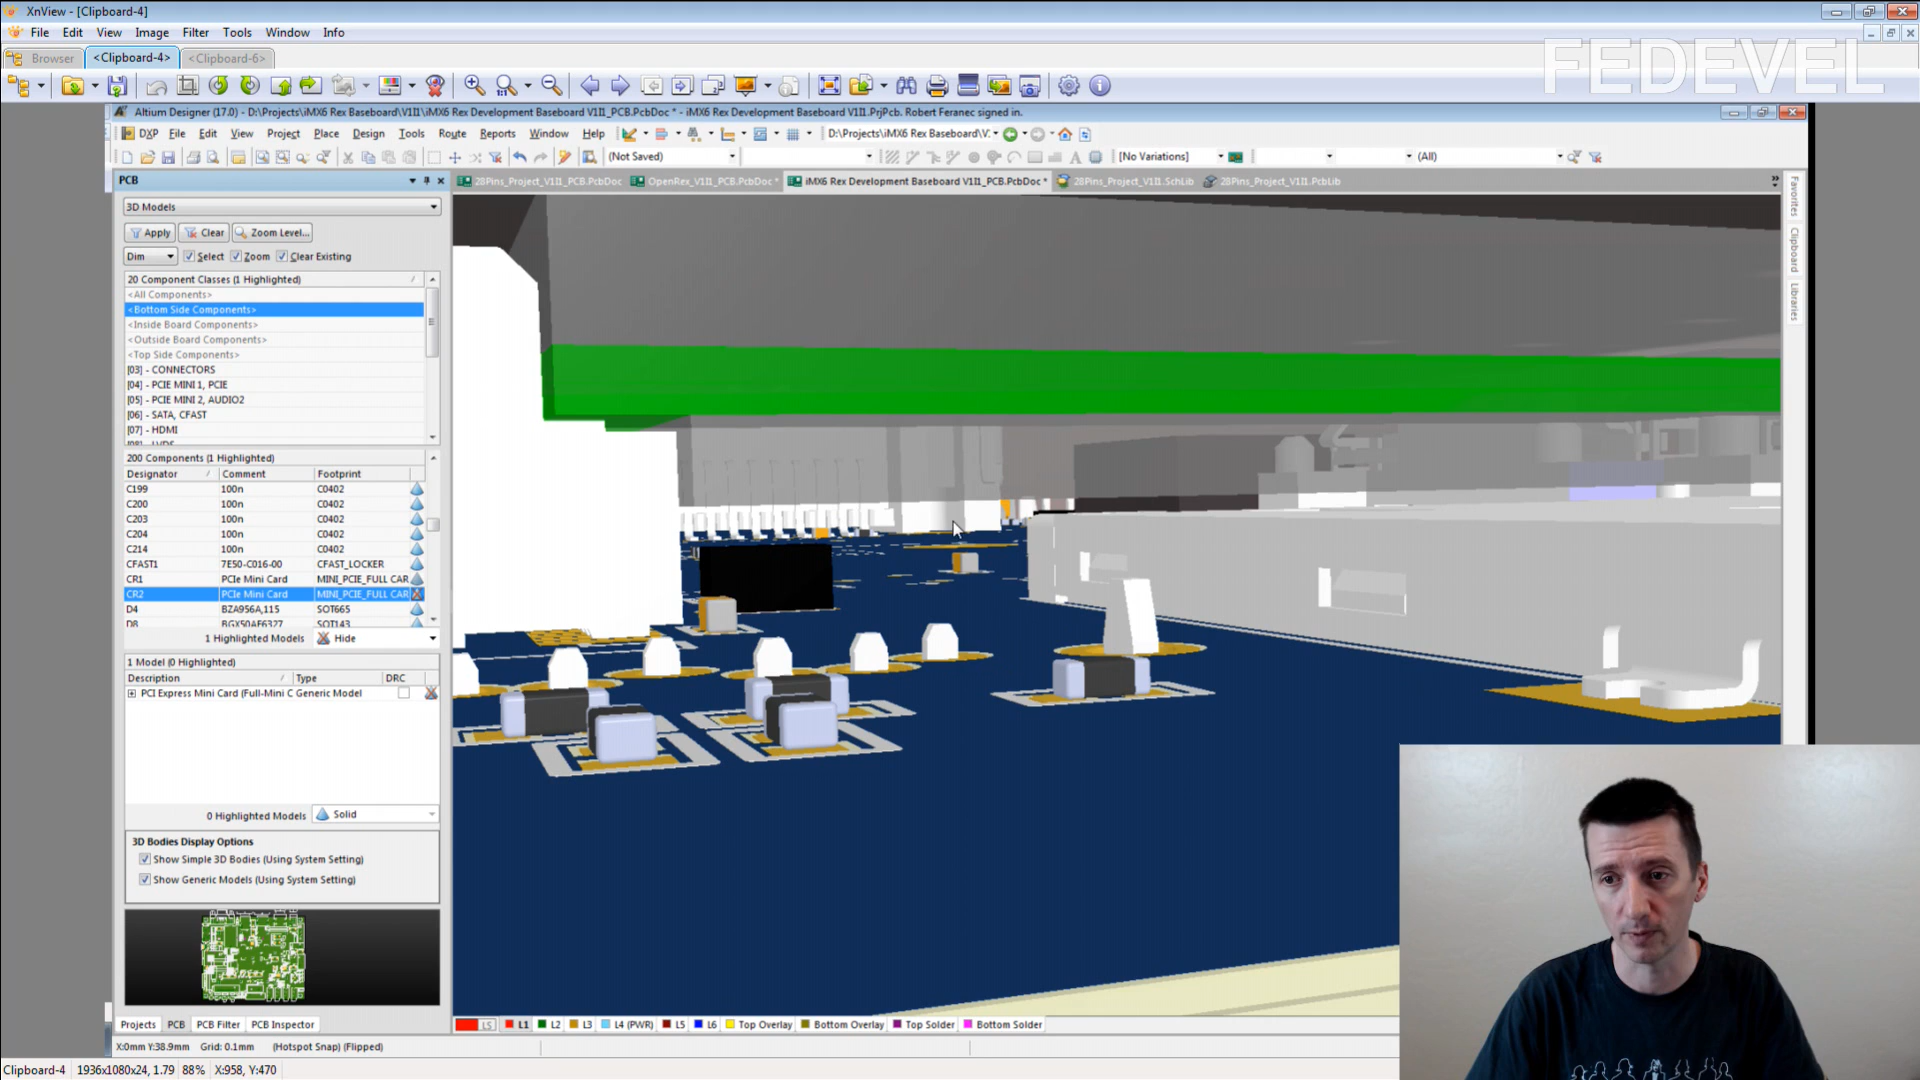 XnView - [Clipboard-4]
File Edit View Image Filter Tools Window Info
FEDEVEL
Browser <Clipboard-4> <Clipboard-6>
Altium Designer (17.0) - D:\Projects\iMX6 Rex Baseboard\V1I1\iMX6 Rex Development Baseboard V1I1_PCB.PcbDoc * - iMX6 Rex Development Baseboard V1I1.PrjPcb. Robert Feranec signed in.
DXP File Edit View Project Place Design Tools Route Reports Window Help D:\Projects\iMX6 Rex Baseboard\V:
(Not Saved) [No Variations] (All)
PCB
28Pins_Project_V1I1_PCB.PcbDoc OpenRex_V1I1_PCB.PcbDoc * iMX6 Rex Development Baseboard V1I1_PCB.PcbDoc * 28Pins_Project_V1I1.SchLib 28Pins_Project_V1I1.PcbLib
3D Models
Apply Clear Zoom Level...
Dim Select Zoom Clear Existing
20 Component Classes (1 Highlighted)
<All Components>
<Bottom Side Components>
<Inside Board Components>
<Outside Board Components>
<Top Side Components>
[03] - CONNECTORS
[04] - PCIE MINI 1, PCIE
[05] - PCIE MINI 2, AUDIO2
[06] - SATA, CFAST
[07] - HDMI
[08] - LVDS
200 Components (1 Highlighted)
Designator Comment Footprint
C199 100n C0402
C200 100n C0402
C203 100n C0402
C204 100n C0402
C214 100n C0402
CFAST1 7E50-C016-00 CFAST_LOCKER
CR1 PCIe Mini Card MINI_PCIE_FULL CAR
CR2 PCIe Mini Card MINI_PCIE_FULL CAR
D4 BZA956A,115 SOT665
D8 BGX50AE6327 SOT143
1 Highlighted Models Hide
1 Model (0 Highlighted)
Description Type DRC
PCI Express Mini Card (Full-Mini C Generic Model
0 Highlighted Models Solid
3D Bodies Display Options
Show Simple 3D Bodies (Using System Setting)
Show Generic Models (Using System Setting)
Favorites
Clipboard
Libraries
Projects PCB PCB Filter PCB Inspector
LS L1 L2 L3 L4 (PWR) L5 L6 Top Overlay Bottom Overlay Top Solder Bottom Solder
X:0mm Y:38.9mm Grid: 0.1mm (Hotspot Snap) (Flipped)
Clipboard-4 1936x1080x24, 1.79 88% X:958, Y:470